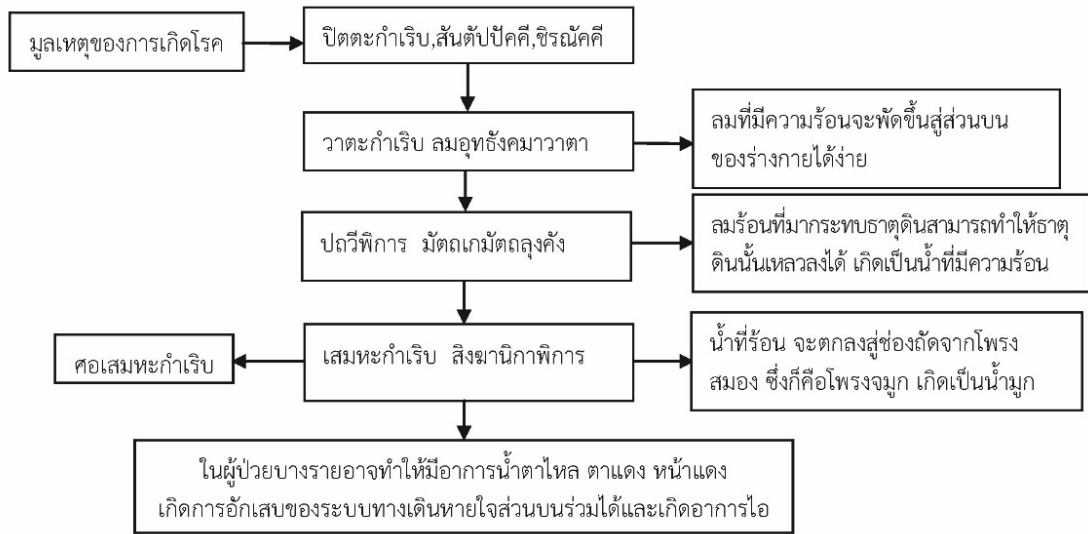 มูลเหตุของการเกิดโรค
ปิตตะกำเริบ,สันตัปปัคคี,ชิรณัคคี
วาตะกำเริบ ลมอุทธังคมาวาตา
ลมที่มีความร้อนจะพัดขึ้นสู่ส่วนบน
ของร่างกายได้ง่าย
ปถวีพิการ มัตถเกมัตถลุงคัง
ลมร้อนที่มากระทบธาตุดินสามารถทำให้ธาตุ
ดินนั้นเหลวลงได้ เกิดเป็นน้ำที่มีความร้อน
ศอเสมหะกำเริบ
เสมหะกำเริบ สิงฆานิกาพิการ
น้ำที่ร้อน จะตกลงสู่ช่องถัดจากโพรง
สมอง ซึ่งก็คือโพรงจมูก เกิดเป็นน้ำมูก
ในผู้ป่วยบางรายอาจทำให้มีอาการน้ำตาไหล ตาแดง หน้าแดง
เกิดการอักเสบของระบบทางเดินหายใจส่วนบนร่วมได้และเกิดอาการไอ